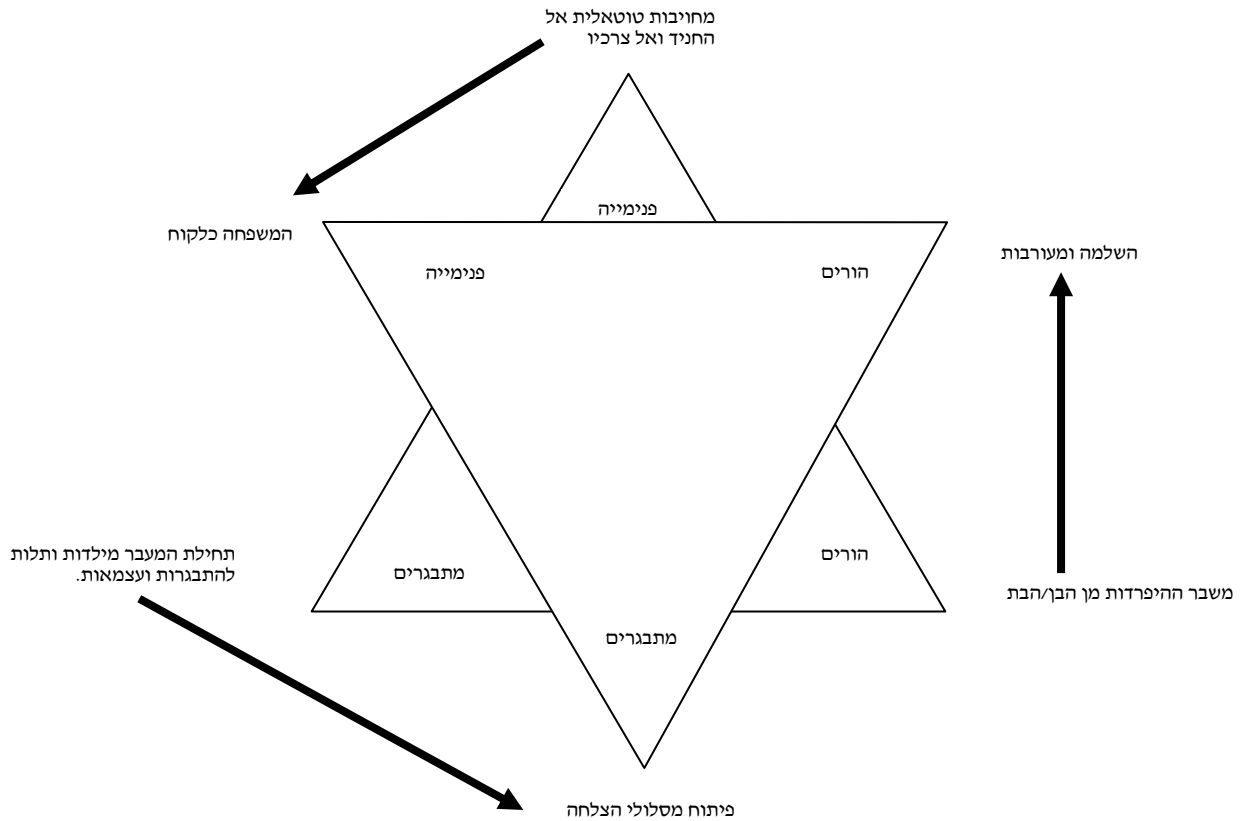 מחויבות טוטאלית אל
החניך ואל צרכיו
פנימייה
המשפחה כלקוח
השלמה ומעורבות
הורים
פנימייה
תחילת המעבר מילדות ותלות
להתבגרות ועצמאות.
הורים
מתבגרים
משבר ההיפרדות מן הבן/הבת
מתבגרים
פיתוח מסלולי הצלחה